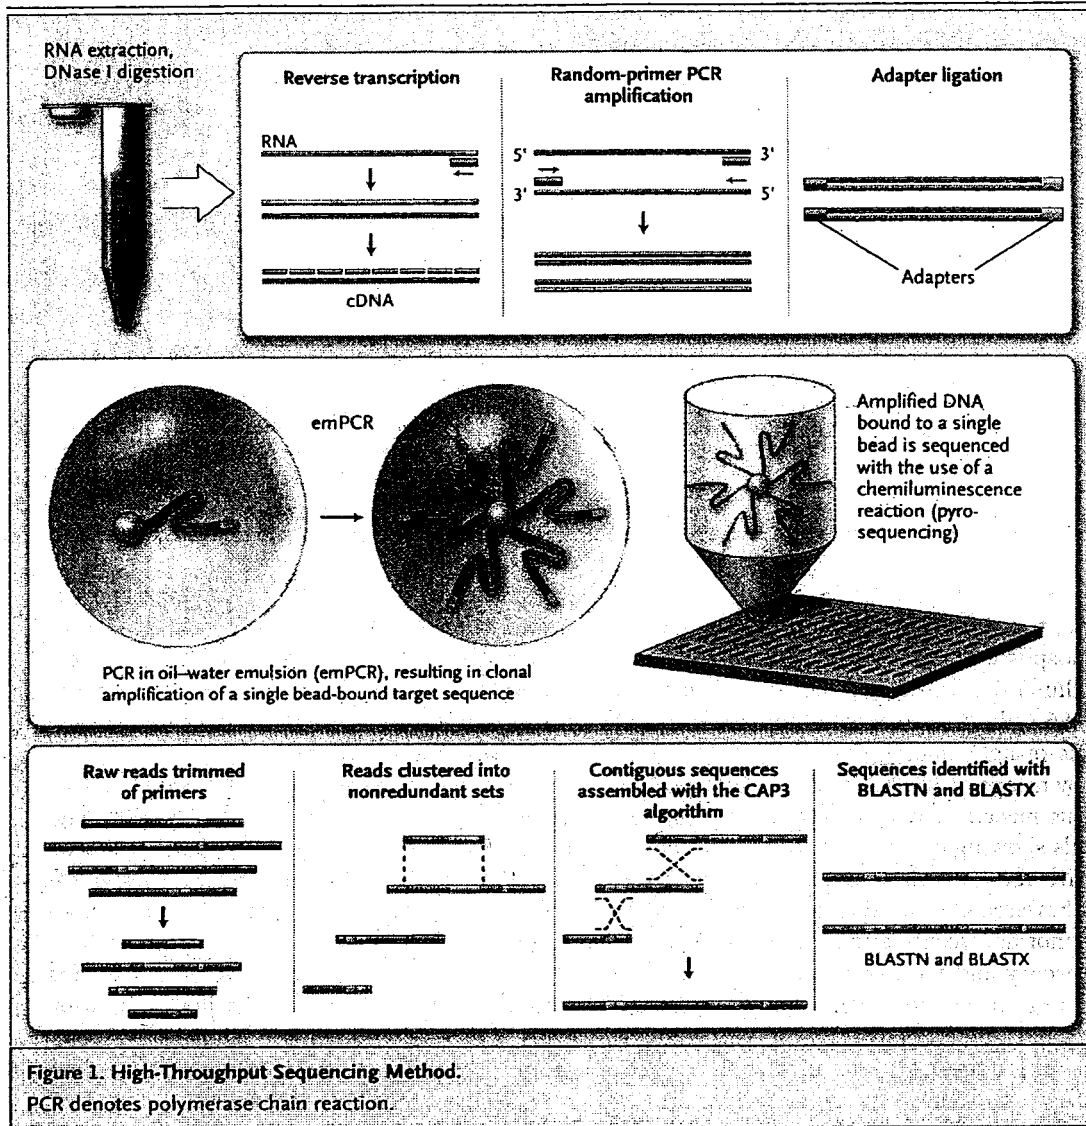 RNA extraction,
DNase I digestion
Reverse transcription
RNA
cDNA
Random-primer PCR
amplification
5' 3'
3' 5'
Adapter ligation
Adapters
emPCR
PCR in oil–water emulsion (emPCR), resulting in clonal
amplification of a single bead-bound target sequence
Amplified DNA
bound to a single
bead is sequenced
with the use of a
chemiluminescence
reaction (pyro-
sequencing)
Raw reads trimmed
of primers
Reads clustered into
nonredundant sets
Contiguous sequences
assembled with the CAP3
algorithm
Sequences identified with
BLASTN and BLASTX
BLASTN and BLASTX
Figure 1. High-Throughput Sequencing Method.
PCR denotes polymerase chain reaction.